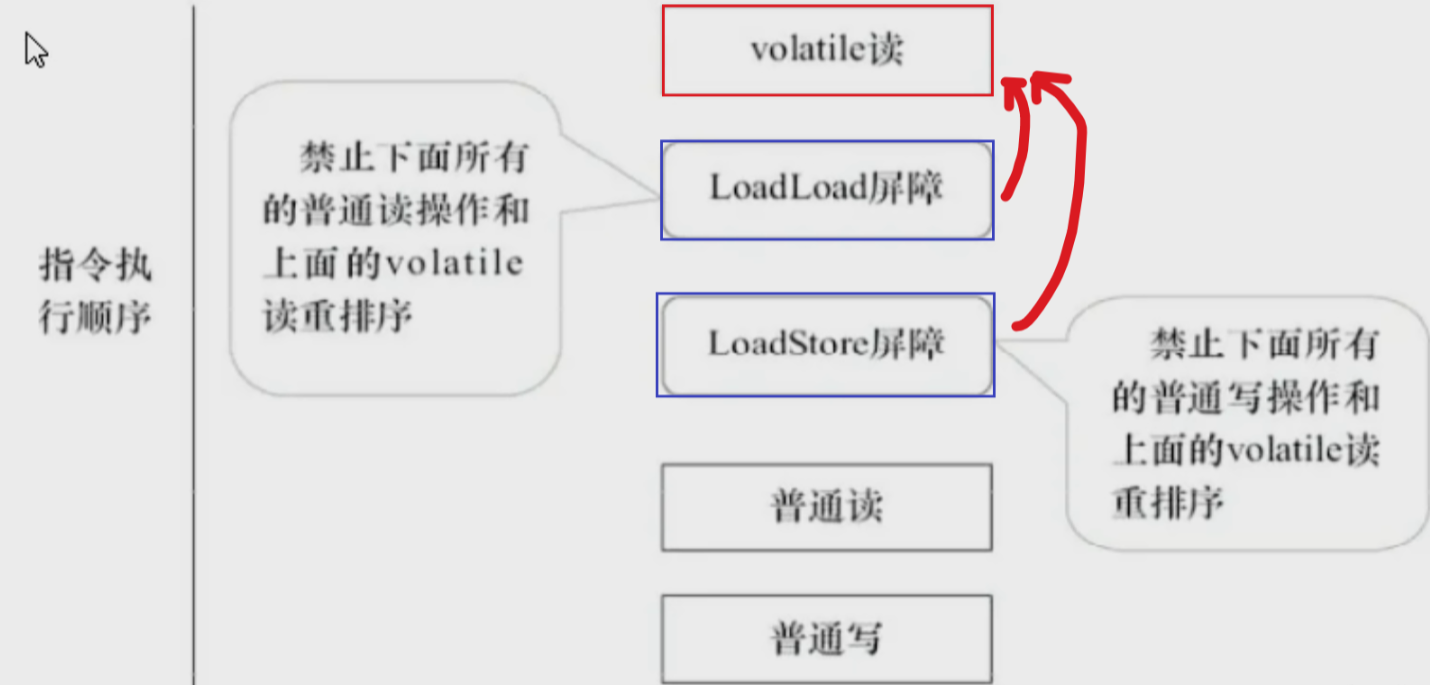 volatile读
禁止下面所有
的普通读操作和
上面的volatile
读重排序
LoadLoad屏障
指令执
行顺序
LoadStore屏障
禁止下面所有
的普通写操作和
上面的volatile读
重排序
普通读
普通写